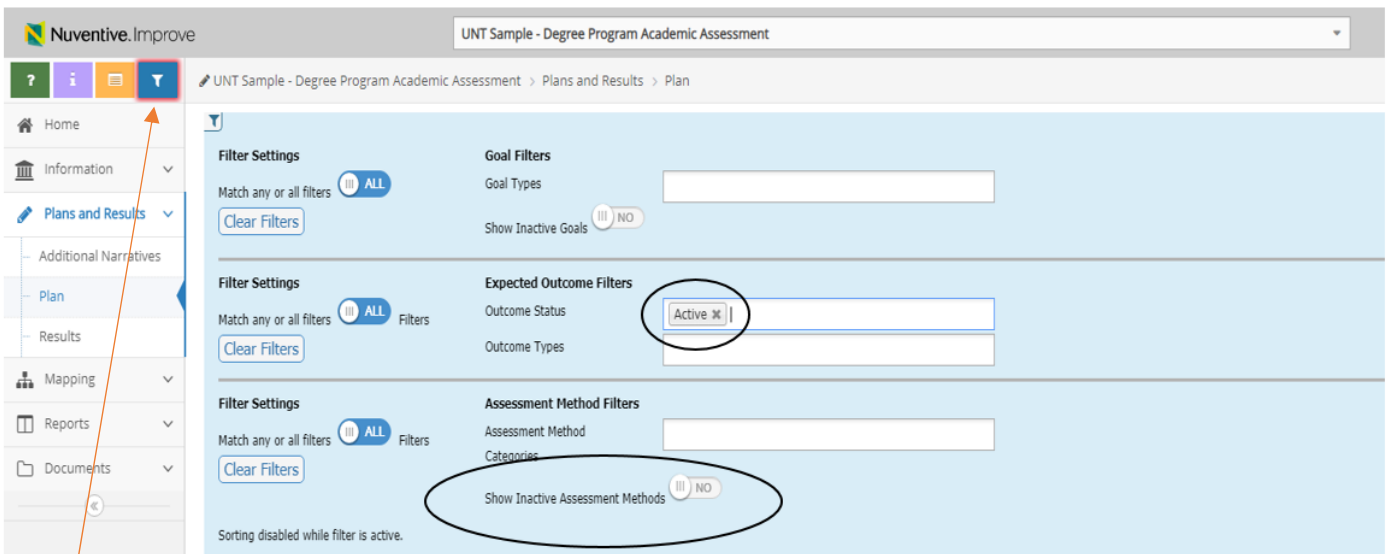 Nuventive.Improve
UNT Sample - Degree Program Academic Assessment
? i
UNT Sample - Degree Program Academic Assessment > Plans and Results > Plan
Home
Information
Plans and Results
Additional Narratives
Plan
Results
Mapping
Reports
Documents
Filter Settings
Match any or all filters ALL
Clear Filters
Goal Filters
Goal Types
Show Inactive Goals NO
Filter Settings
Match any or all filters ALL Filters
Clear Filters
Expected Outcome Filters
Outcome Status Active ×
Outcome Types
Filter Settings
Match any or all filters ALL Filters
Clear Filters
Assessment Method Filters
Assessment Method
Categories
Show Inactive Assessment Methods NO
Sorting disabled while filter is active.